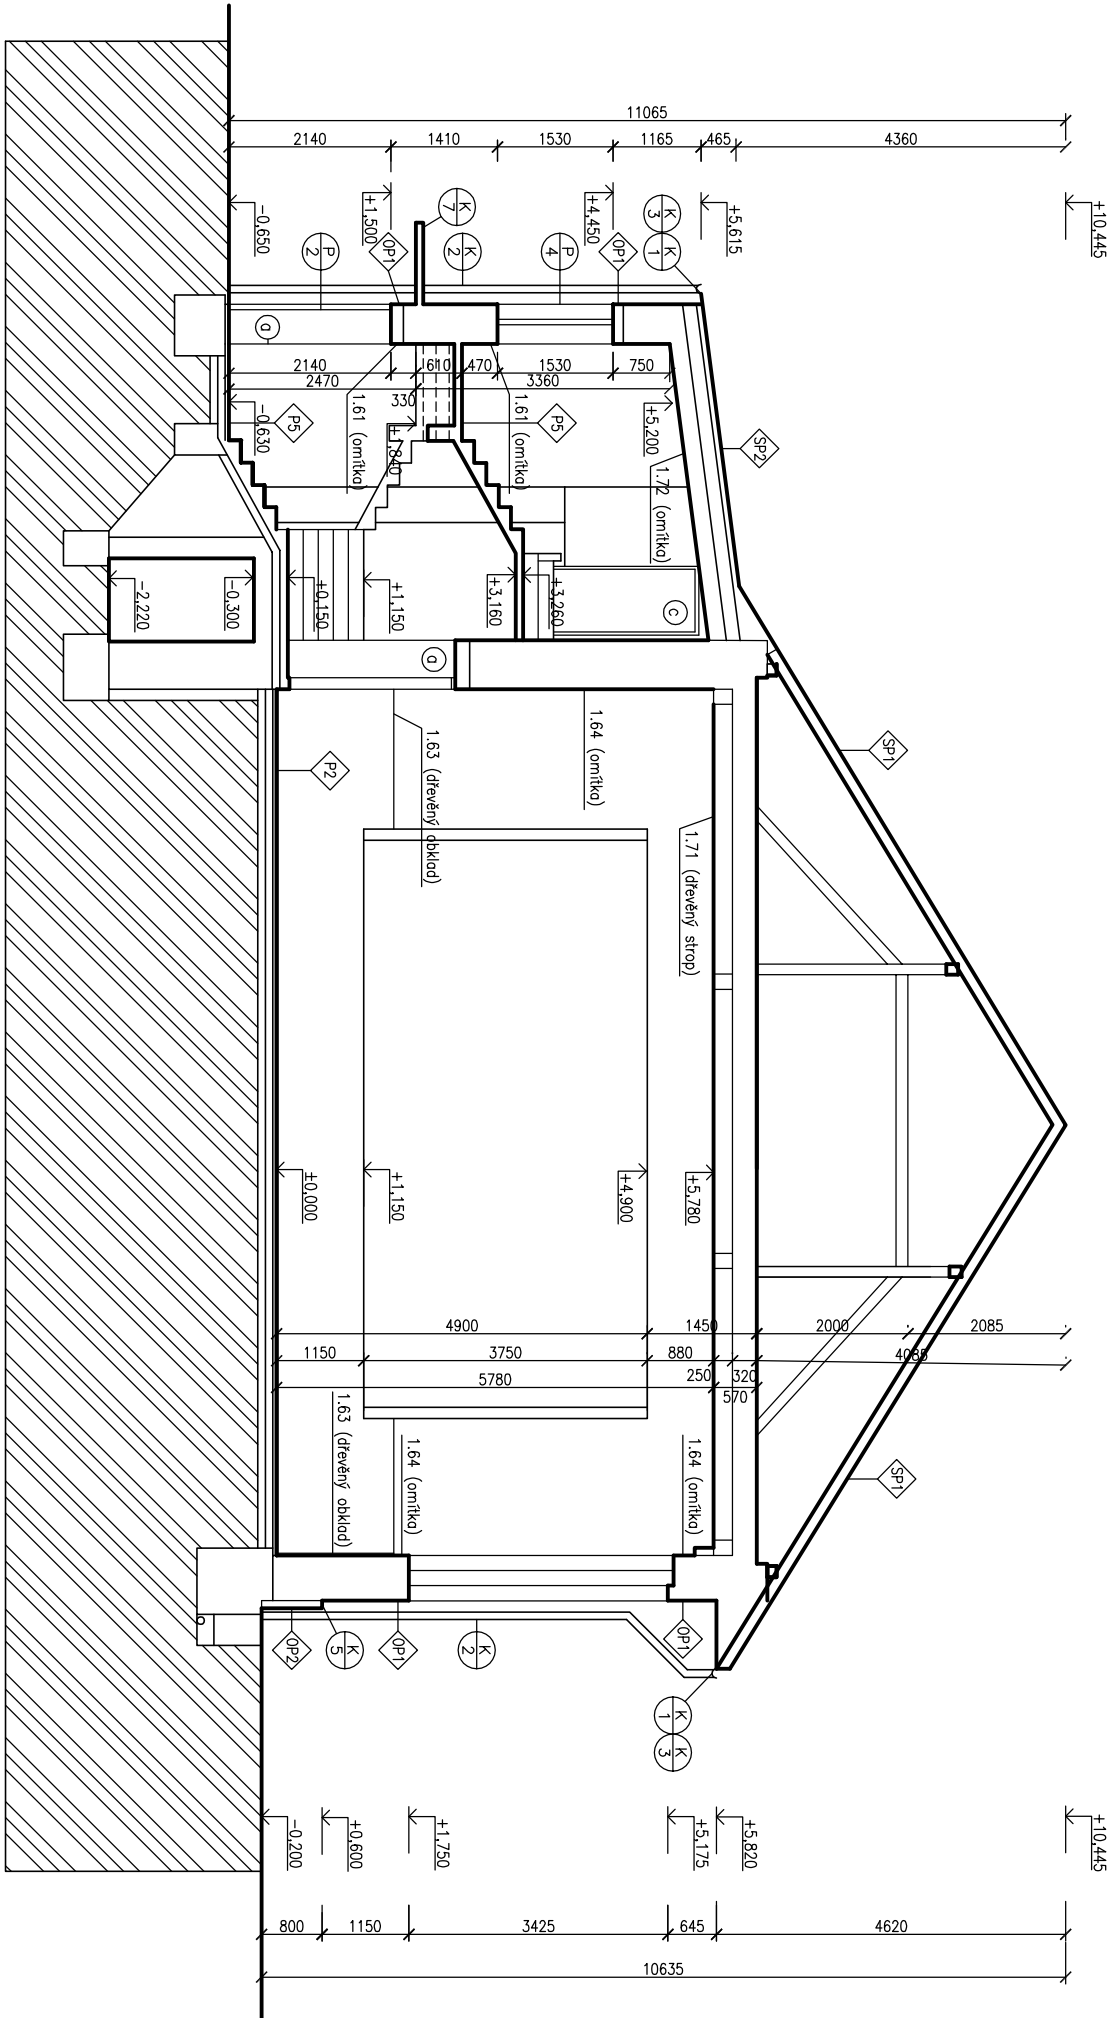 11065
2140
1410
1530
1165
465
4360
-0,650
+1,500
+4,450
+5,615
+10,445
K
7
K
3
K
1
P
2
OP1
K
2
P
4
OP1
a
2140
610
470
1530
750
2470
3360
330
-0,630
P5
1.61 (omítka)
+1,840
1.61 (omítka)
P5
+5,200
1.72 (omítka)
SP2
-2,220
-0,300
+0,150
+1,150
+3,160
+3,260
c
a
P2
1.63 (dřevěný obklad)
1.64 (omítka)
1.71 (dřevěný strop)
SP1
±0,000
+1,150
+4,900
+5,780
4900
1450
2000
2085
1150
3750
880
4085
5780
250
320
570
1.63 (dřevěný obklad)
1.64 (omítka)
1.64 (omítka)
SP1
OP2
K
5
OP1
K
2
OP1
K
1
K
3
-0,200
+0,600
+1,750
+5,175
+5,820
+10,445
800
1150
3425
645
4620
10635